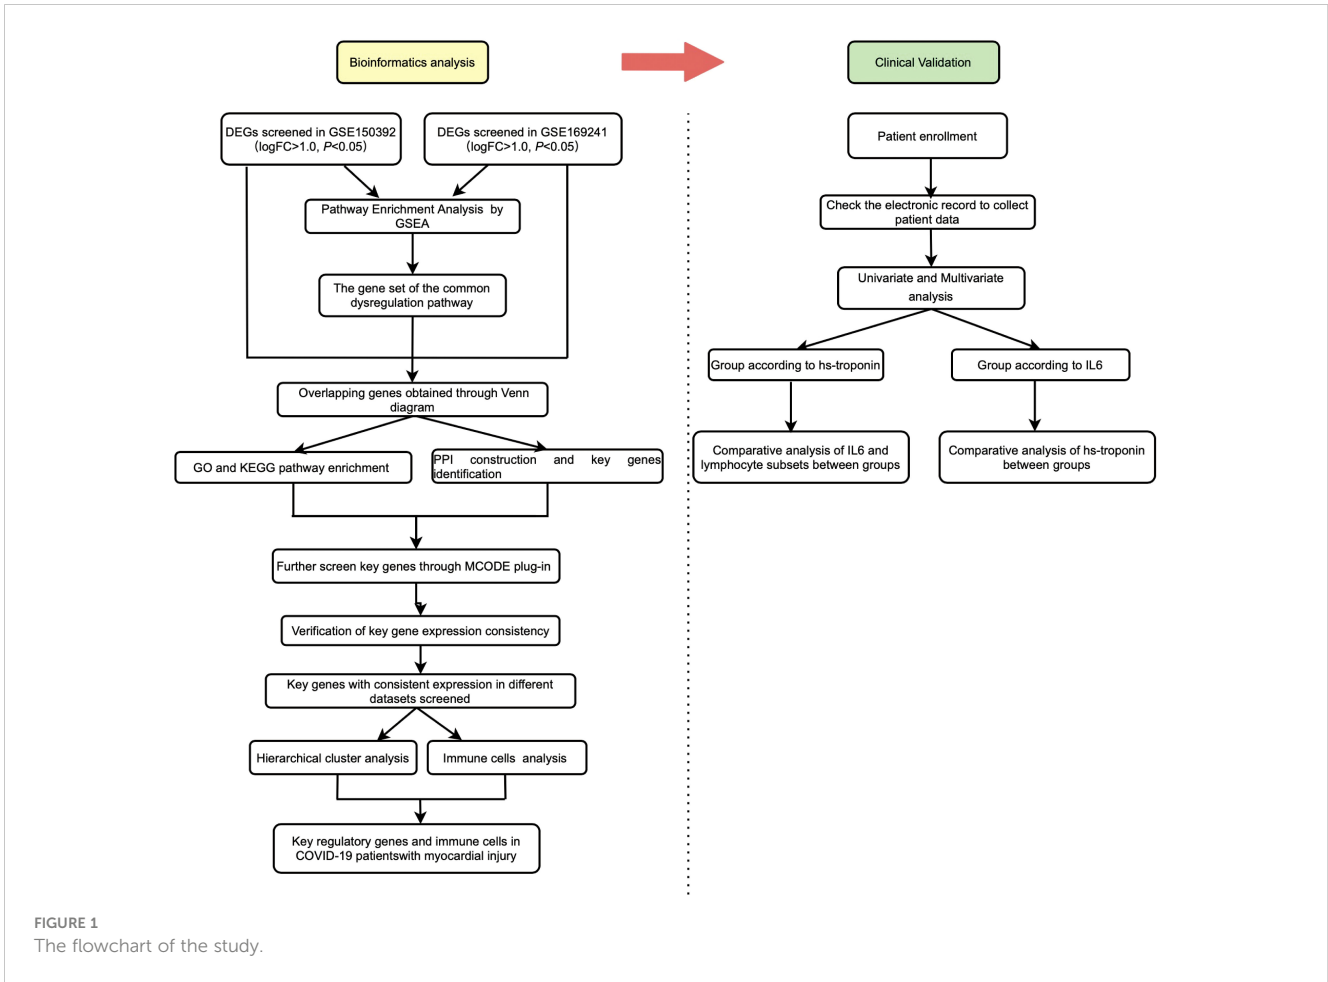 Bioinformatics analysis
Clinical Validation
DEGs screened in GSE150392
(logFC>1.0, P<0.05)
DEGs screened in GSE169241
(logFC>1.0, P<0.05)
Pathway Enrichment Analysis by
GSEA
The gene set of the common
dysregulation pathway
Overlapping genes obtained through Venn
diagram
GO and KEGG pathway enrichment
PPI construction and key genes
identification
Further screen key genes through MCODE plug-in
Verification of key gene expression consistency
Key genes with consistent expression in different
datasets screened
Hierarchical cluster analysis
Immune cells analysis
Key regulatory genes and immune cells in
COVID-19 patientswith myocardial injury
Patient enrollment
Check the electronic record to collect
patient data
Univariate and Multivariate
analysis
Group according to hs-troponin
Group according to IL6
Comparative analysis of IL6 and
lymphocyte subsets between groups
Comparative analysis of hs-troponin
between groups
FIGURE 1
The flowchart of the study.